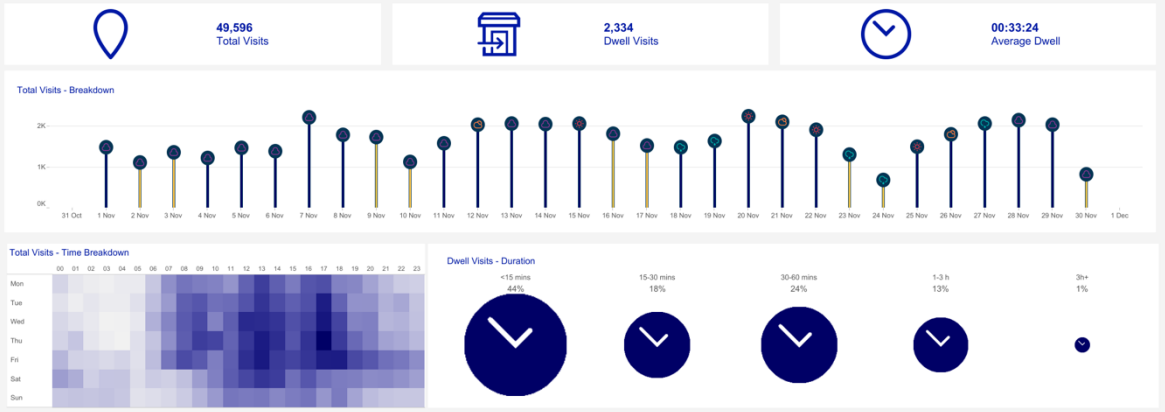 49,596
Total Visits
2,334
Dwell Visits
00:33:24
Average Dwell
Total Visits - Breakdown
2K
1K
0K
31 Oct 1 Nov 2 Nov 3 Nov 4 Nov 5 Nov 6 Nov 7 Nov 8 Nov 9 Nov 10 Nov 11 Nov 12 Nov 13 Nov 14 Nov 15 Nov 16 Nov 17 Nov 18 Nov 19 Nov 20 Nov 21 Nov 22 Nov 23 Nov 24 Nov 25 Nov 26 Nov 27 Nov 28 Nov 29 Nov 30 Nov 1 Dec
Total Visits - Time Breakdown
00 01 02 03 04 05 06 07 08 09 10 11 12 13 14 15 16 17 18 19 20 21 22 23
Mon
Tue
Wed
Thu
Fri
Sat
Sun
Dwell Visits - Duration
<15 mins 15-30 mins 30-60 mins 1-3 h 3h+
44% 18% 24% 13% 1%